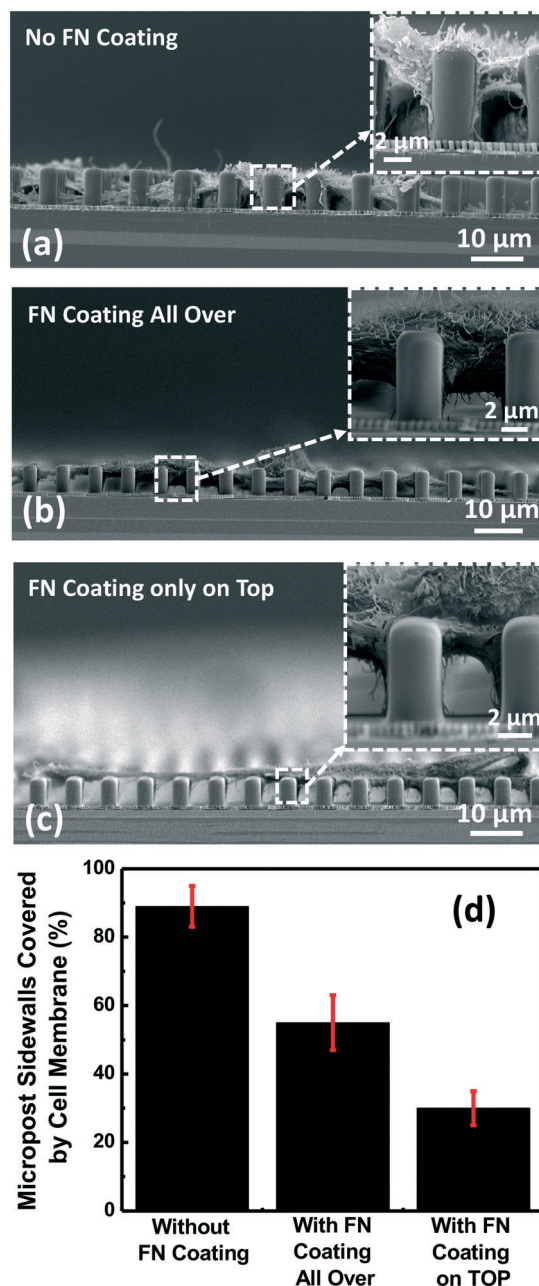 No FN Coating
2 µm
10 µm
(a)
FN Coating All Over
2 µm
10 µm
(b)
FN Coating only on Top
2 µm
10 µm
(c)
(d)
Micropost Sidewalls Covered
by Cell Membrane (%)
100
80
60
40
20
0
Without
FN Coating
With FN
Coating
All Over
With FN
Coating
on TOP